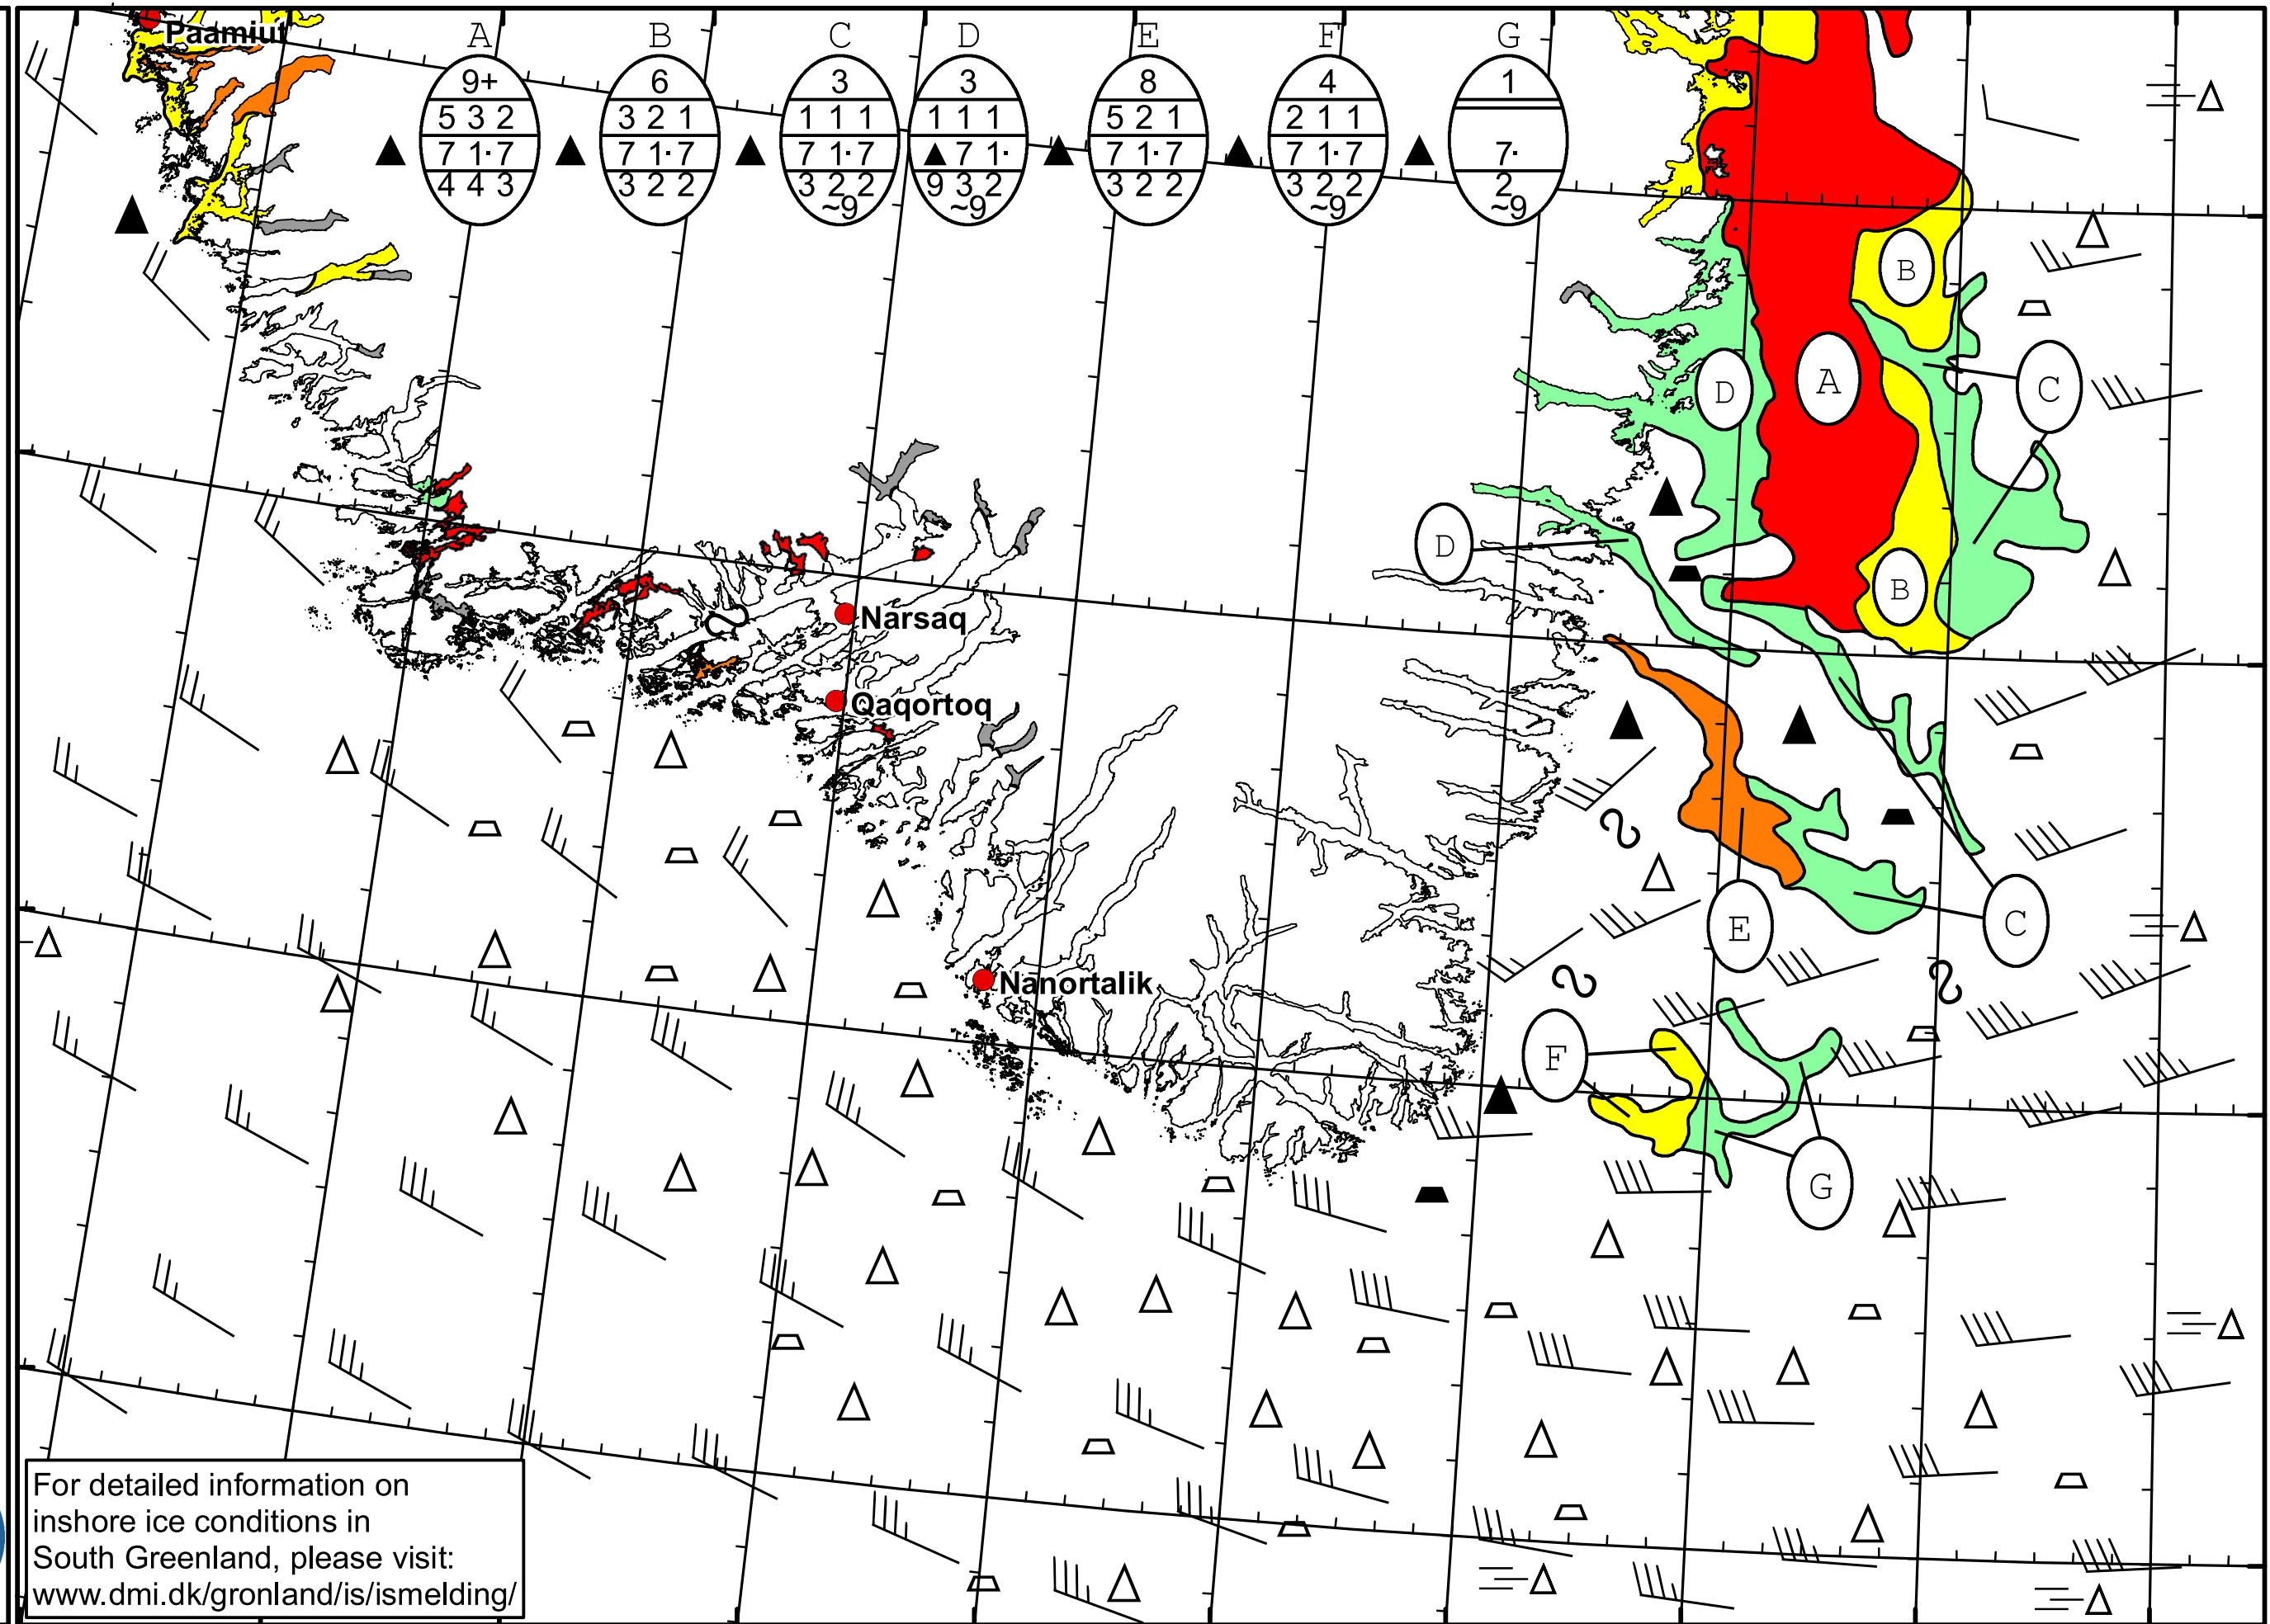 Paamiut
A B C D E F G
9+ 6 3 3 8 4 1
5 3 2 3 2 1 1 1 1 1 1 1 5 2 1 2 1 1
7 1· 7 7 1· 7 7 1· 7 ▲ 7 1· 7 1· 7 7 1· 7 7·
4 4 3 3 2 2 3 2 2 9 3 2 3 2 2 3 2 2 2
~9 ~9 ~9 ~9
B
D
A
C
D
B
Narsaq
Qaqortoq
E
C
Nanortalik
F
G
For detailed information on
inshore ice conditions in
South Greenland, please visit:
www.dmi.dk/gronland/is/ismelding/